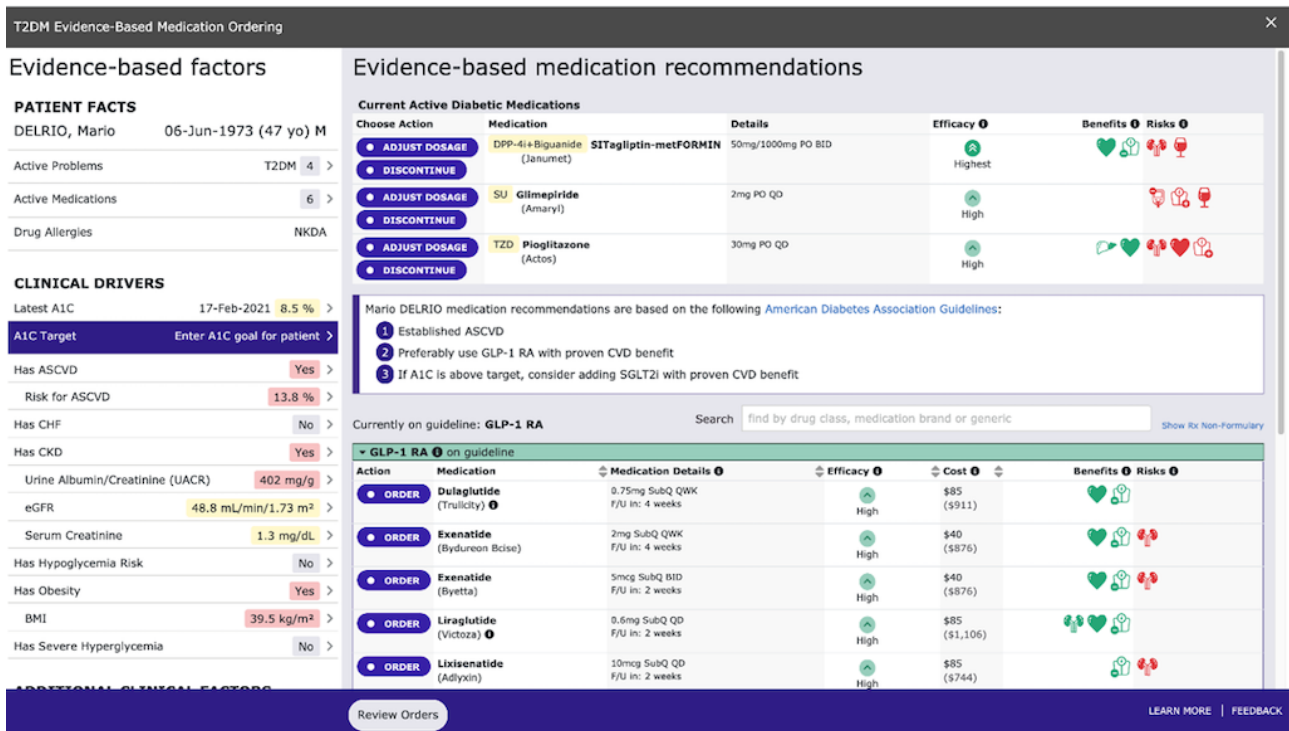 T2DM Evidence-Based Medication Ordering
Evidence-based factors
PATIENT FACTS
DELRIO, Mario 06-Jun-1973 (47 yo) M
Active Problems T2DM 4
Active Medications 6
Drug Allergies NKDA
CLINICAL DRIVERS
Latest A1C 17-Feb-2021 8.5 %
A1C Target Enter A1C goal for patient
Has ASCVD Yes
Risk for ASCVD 13.8 %
Has CHF No
Has CKD Yes
Urine Albumin/Creatinine (UACR) 402 mg/g
eGFR 48.8 mL/min/1.73 m²
Serum Creatinine 1.3 mg/dL
Has Hypoglycemia Risk No
Has Obesity Yes
BMI 39.5 kg/m²
Has Severe Hyperglycemia No
ADDITIONAL CLINICAL FACTORS
Evidence-based medication recommendations
Current Active Diabetic Medications
Choose Action Medication Details Efficacy Benefits Risks
ADJUST DOSAGE DPP-4i+Biguanide SITagliptin-metFORMIN 50mg/1000mg PO BID
(Janumet) Highest
DISCONTINUE
ADJUST DOSAGE SU Glimepiride 2mg PO QD
(Amaryl) High
DISCONTINUE
ADJUST DOSAGE TZD Pioglitazone 30mg PO QD
(Actos) High
DISCONTINUE
Mario DELRIO medication recommendations are based on the following American Diabetes Association Guidelines:
1 Established ASCVD
2 Preferably use GLP-1 RA with proven CVD benefit
3 If A1C is above target, consider adding SGLT2i with proven CVD benefit
Currently on guideline: GLP-1 RA Search find by drug class, medication brand or generic Show Rx Non-Formulary
GLP-1 RA on guideline
Action Medication Medication Details Efficacy Cost Benefits Risks
ORDER Dulaglutide 0.75mg SubQ QWK $85
(Trulicity) F/U in: 4 weeks High ($911)
ORDER Exenatide 2mg SubQ QWK $40
(Bydureon Bcise) F/U in: 4 weeks High ($876)
ORDER Exenatide 5mcg SubQ BID $40
(Byetta) F/U in: 2 weeks High ($876)
ORDER Liraglutide 0.6mg SubQ QD $85
(Victoza) F/U in: 2 weeks High ($1,106)
ORDER Lixisenatide 10mcg SubQ QD $85
(Adlyxin) F/U in: 2 weeks High ($744)
Review Orders LEARN MORE | FEEDBACK